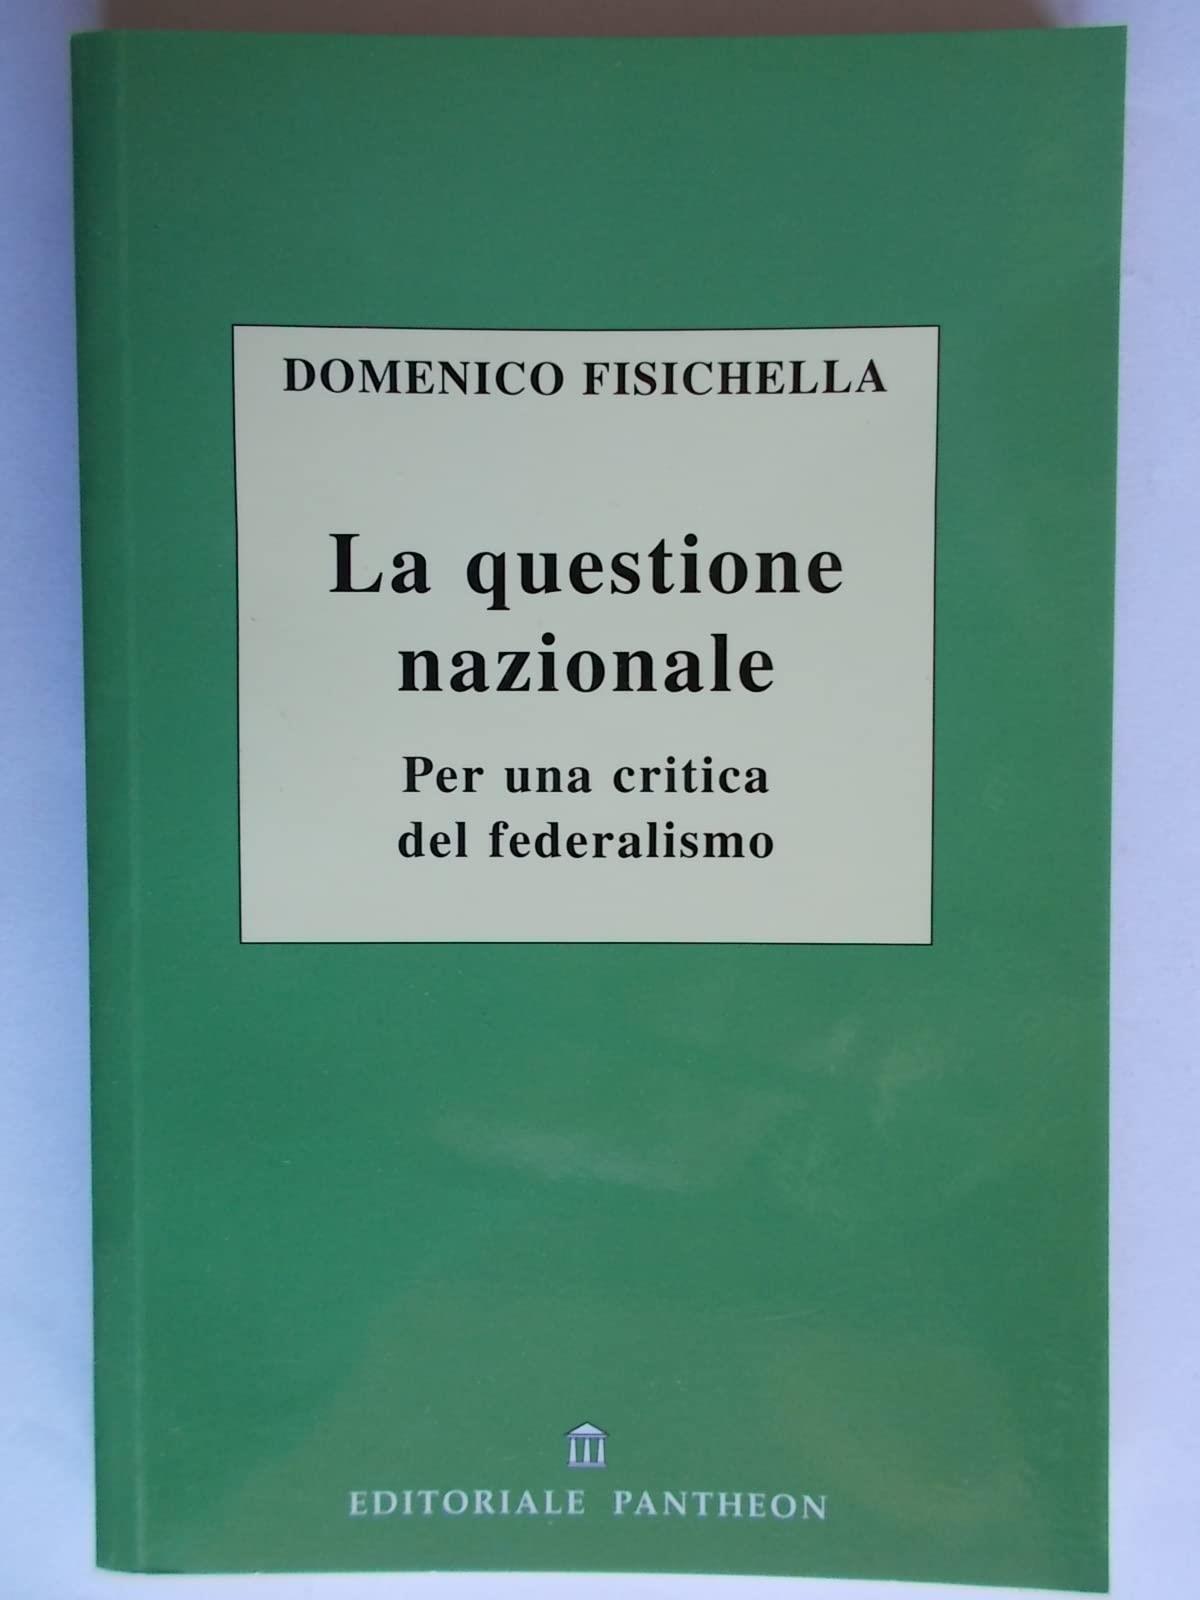 DOMENICO FISICHELLA
La questione
nazionale
Per una critica
del federalismo
EDITORIALE PANTHEON